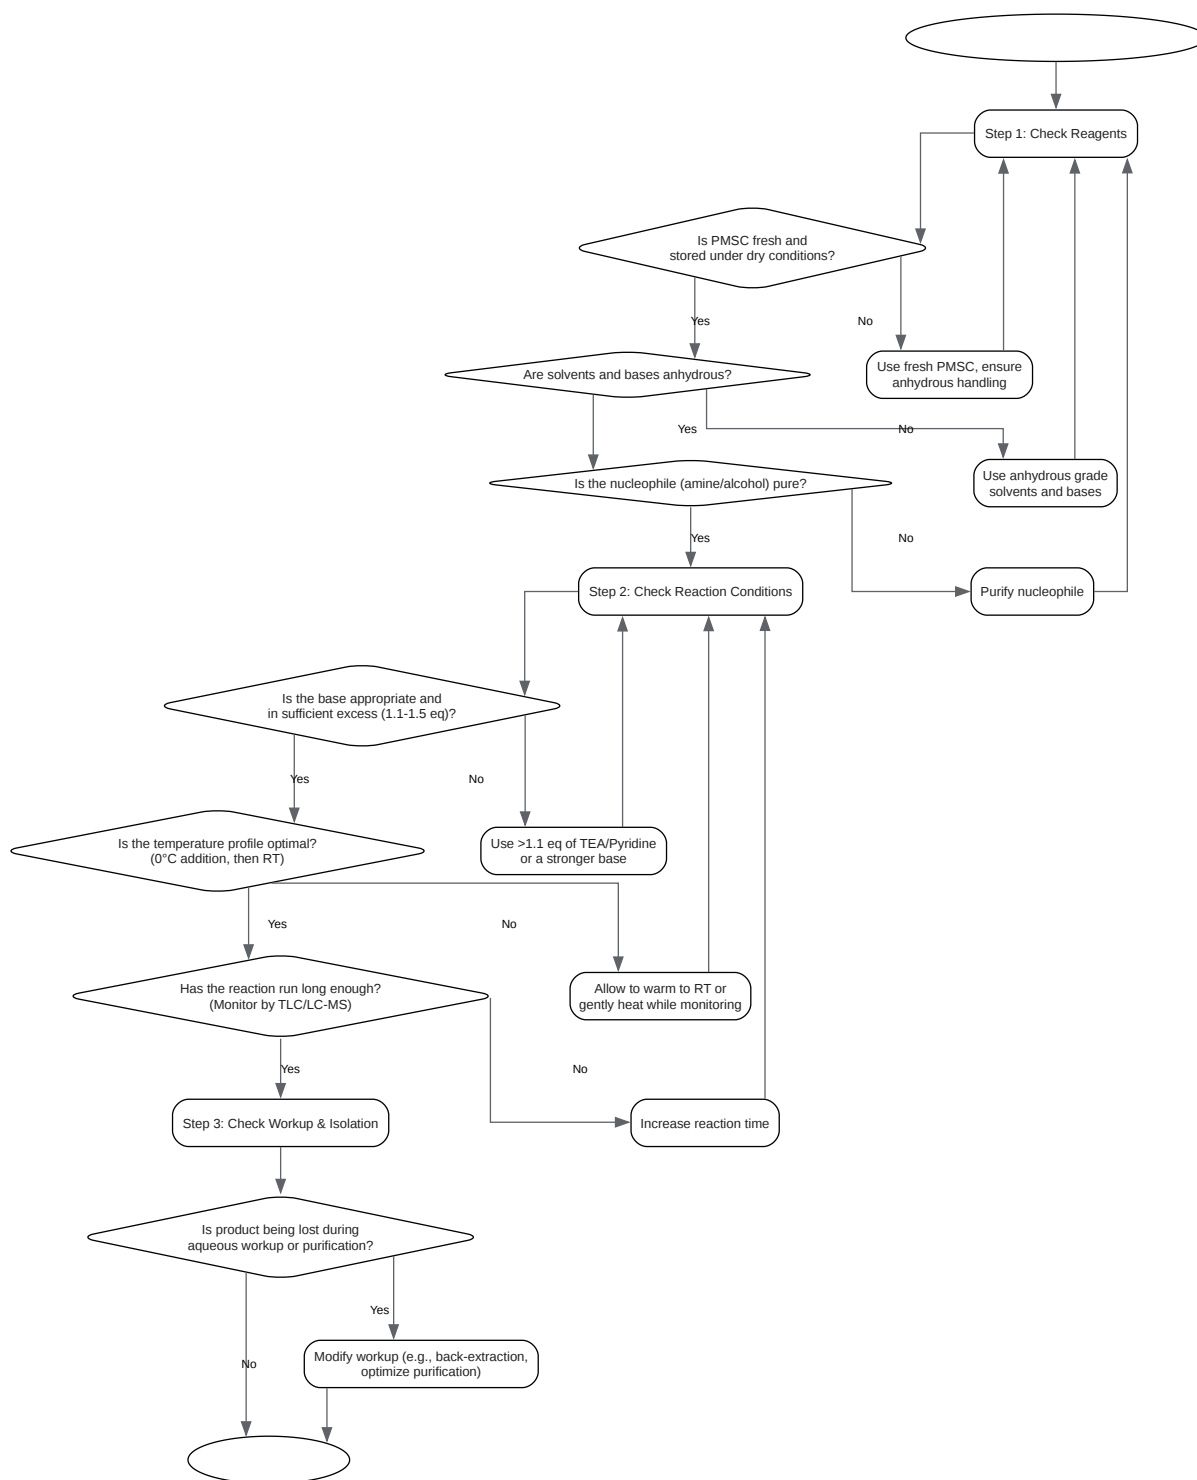 Step 1: Check Reagents
Is PMSC fresh and
stored under dry conditions?
Yes
No
Use fresh PMSC, ensure
anhydrous handling
Are solvents and bases anhydrous?
Yes
No
Use anhydrous grade
solvents and bases
Is the nucleophile (amine/alcohol) pure?
Yes
No
Step 2: Check Reaction Conditions
Purify nucleophile
Is the base appropriate and
in sufficient excess (1.1-1.5 eq)?
Yes
No
Use >1.1 eq of TEA/Pyridine
or a stronger base
Is the temperature profile optimal?
(0°C addition, then RT)
Yes
No
Allow to warm to RT or
gently heat while monitoring
Has the reaction run long enough?
(Monitor by TLC/LC-MS)
Yes
No
Step 3: Check Workup & Isolation
Increase reaction time
Is product being lost during
aqueous workup or purification?
Yes
No
Modify workup (e.g., back-extraction,
optimize purification)